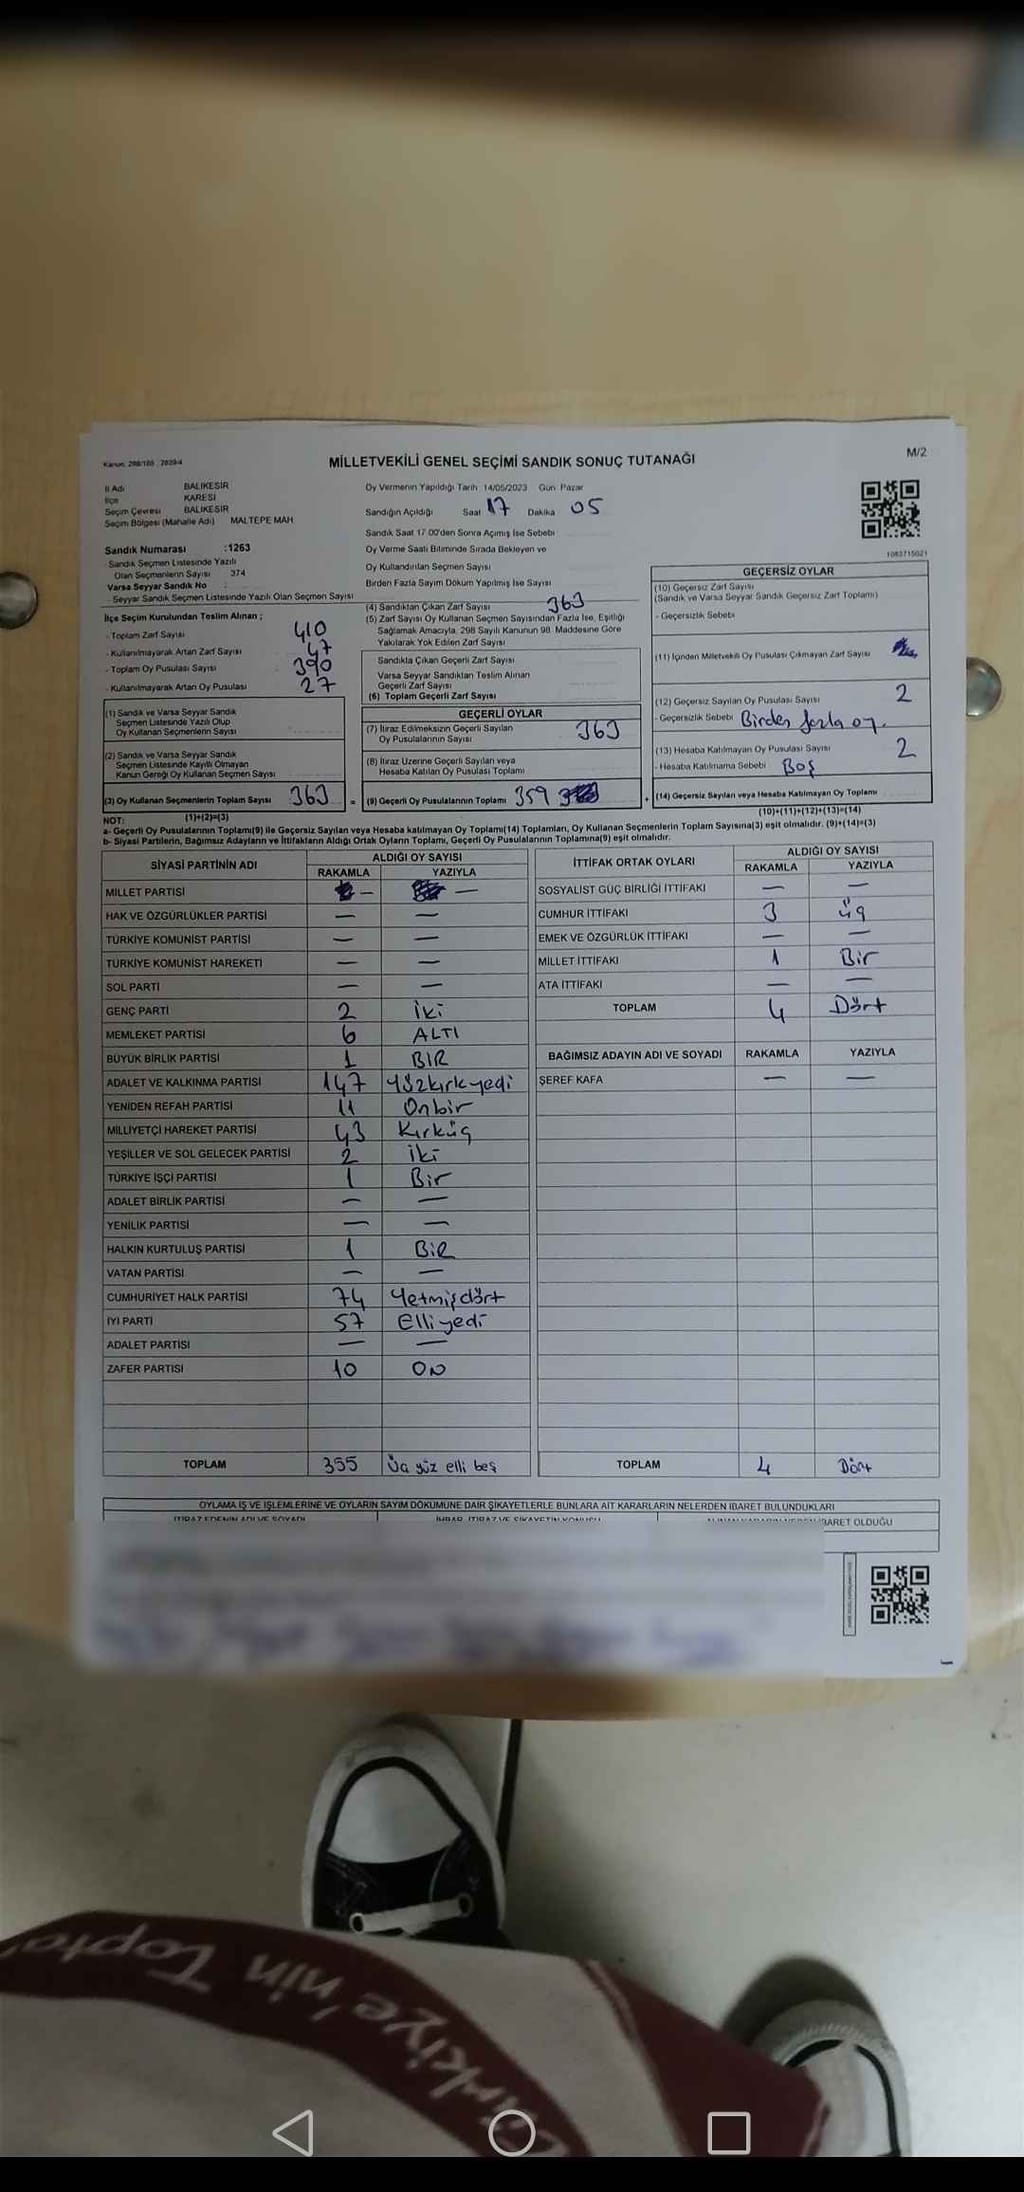 Kanun: 298/105 , 2839/4
MİLLETVEKİLİ GENEL SEÇİMİ SANDIK SONUÇ TUTANAĞI
M/2
İl Adı BALIKESİR
İlçe KARESİ
Seçim Çevresi BALIKESİR
Seçim Bölgesi (Mahalle Adı) MALTEPE MAH
Sandık Numarası :1263
Sandık Seçmen Listesinde Yazılı
Olan Seçmenlerin Sayısı 374
Varsa Seyyar Sandık No :
Seyyar Sandık Seçmen Listesinde Yazılı Olan Seçmen Sayısı
Oy Vermenin Yapıldığı Tarih 14/05/2023 Gün Pazar
Sandığın Açıldığı Saat 17 Dakika 05
Sandık Saat 17 00'den Sonra Açımış İse Sebebi
Oy Verme Saati Bitiminde Sırada Bekleyen ve
Oy Kullandırılan Seçmen Sayısı
Birden Fazla Sayım Döküm Yapılmış İse Sayısı
1083715021
İlçe Seçim Kurulundan Teslim Alınan ;
- Toplam Zarf Sayısı 410
- Kullanılmayarak Artan Zarf Sayısı 47
- Toplam Oy Pusulası Sayısı 390
- Kullanılmayarak Artan Oy Pusulası 27
(1) Sandık ve Varsa Seyyar Sandık
Seçmen Listesinde Yazılı Olup
Oy Kullanan Seçmenlerin Sayısı
(2) Sandık ve Varsa Seyyar Sandık
Seçmen Listesinde Kayıtlı Olmayan
Kanun Gereği Oy Kullanan Seçmen Sayısı
(3) Oy Kullanan Seçmenlerin Toplam Sayısı 363 =
(1)+(2)=(3)
(4) Sandıktan Çıkan Zarf Sayısı 363
(5) Zarf Sayısı Oy Kullanan Seçmen Sayısından Fazla İse, Eşitliği
Sağlamak Amacıyla, 298 Sayılı Kanunun 98. Maddesine Göre
Yakılarak Yok Edilen Zarf Sayısı
Sandıkta Çıkan Geçerli Zarf Sayısı
Varsa Seyyar Sandıktan Teslim Alınan
Geçerli Zarf Sayısı
(6) Toplam Geçerli Zarf Sayısı
GEÇERLİ OYLAR
(7) İtiraz Edilmeksizin Geçerli Sayılan
Oy Pusulalarının Sayısı 363
(8) İtiraz Üzerine Geçerli Sayılan veya
Hesaba Katılan Oy Pusulası Toplamı
(9) Geçerli Oy Pusulalarının Toplamı 359 +
GEÇERSİZ OYLAR
(10) Geçersiz Zarf Sayısı
(Sandık ve Varsa Seyyar Sandık Geçersiz Zarf Toplamı)
- Geçersizlik Sebebi
(11) İçinden Milletvekili Oy Pusulası Çıkmayan Zarf Sayısı
(12) Geçersiz Sayılan Oy Pusulası Sayısı 2
- Geçersizlik Sebebi Birden fazla oy.
(13) Hesaba Katılmayan Oy Pusulası Sayısı 2
- Hesaba Katılmama Sebebi Boş
(14) Geçersiz Sayılan veya Hesaba Katılmayan Oy Toplamı
(10)+(11)+(12)+(13)=(14)
NOT:
a- Geçerli Oy Pusulalarının Toplamı(9) ile Geçersiz Sayılan veya Hesaba katılmayan Oy Toplamı(14) Toplamları, Oy Kullanan Seçmenlerin Toplam Sayısına(3) eşit olmalıdır. (9)+(14)=(3)
b- Siyasi Partilerin, Bağımsız Adayların ve İttifakların Aldığı Ortak Oyların Toplamı, Geçerli Oy Pusulalarının Toplamına(9) eşit olmalıdır.
SİYASİ PARTİNİN ADI ALDIĞI OY SAYISI
RAKAMLA YAZIYLA
MİLLET PARTİSİ — —
HAK VE ÖZGÜRLÜKLER PARTİSİ — —
TÜRKİYE KOMÜNİST PARTİSİ — —
TÜRKİYE KOMÜNİST HAREKETİ — —
SOL PARTİ — —
GENÇ PARTİ 2 İki
MEMLEKET PARTİSİ 6 ALTI
BÜYÜK BİRLİK PARTİSİ 1 BİR
ADALET VE KALKINMA PARTİSİ 147 Yüzkırkyedi
YENİDEN REFAH PARTİSİ 11 Onbir
MİLLİYETÇİ HAREKET PARTİSİ 43 Kırküç
YEŞİLLER VE SOL GELECEK PARTİSİ 2 İki
TÜRKİYE İŞÇİ PARTİSİ 1 Bir
ADALET BİRLİK PARTİSİ — —
YENİLİK PARTİSİ — —
HALKIN KURTULUŞ PARTİSİ 1 BİR
VATAN PARTİSİ — —
CUMHURİYET HALK PARTİSİ 74 Yetmişdört
İYİ PARTİ 57 Elliyedi
ADALET PARTİSİ — —
ZAFER PARTİSİ 10 ON
TOPLAM 355 Üç yüz elli beş
İTTİFAK ORTAK OYLARI ALDIĞI OY SAYISI
RAKAMLA YAZIYLA
SOSYALİST GÜÇ BİRLİĞİ İTTİFAKI — —
CUMHUR İTTİFAKI 3 üç
EMEK VE ÖZGÜRLÜK İTTİFAKI — —
MİLLET İTTİFAKI 1 Bir
ATA İTTİFAKI — —
TOPLAM 4 Dört
BAĞIMSIZ ADAYIN ADI VE SOYADI RAKAMLA YAZIYLA
ŞEREF KAFA — —
TOPLAM 4 Dört
OYLAMA İŞ VE İŞLEMLERİNE VE OYLARIN SAYIM DÖKÜMÜNE DAİR ŞİKAYETLERLE BUNLARA AİT KARARLARIN NELERDEN İBARET BULUNDUKLARI
İTİRAZ EDENİN ADI VE SOYADI İHBAR, İTİRAZ VE ŞİKAYETİN KONUSU İBARET OLDUĞU
Türkiye'nin Topla